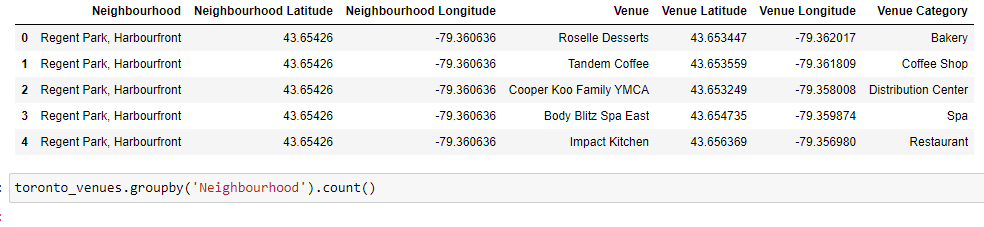 Neighbourhood Neighbourhood Latitude Neighbourhood Longitude Venue Venue Latitude Venue Longitude Venue Category
0 Regent Park, Harbourfront 43.65426 -79.360636 Roselle Desserts 43.653447 -79.362017 Bakery
1 Regent Park, Harbourfront 43.65426 -79.360636 Tandem Coffee 43.653559 -79.361809 Coffee Shop
2 Regent Park, Harbourfront 43.65426 -79.360636 Cooper Koo Family YMCA 43.653249 -79.358008 Distribution Center
3 Regent Park, Harbourfront 43.65426 -79.360636 Body Blitz Spa East 43.654735 -79.359874 Spa
4 Regent Park, Harbourfront 43.65426 -79.360636 Impact Kitchen 43.656369 -79.356980 Restaurant
: toronto_venues.groupby('Neighbourhood').count()
: